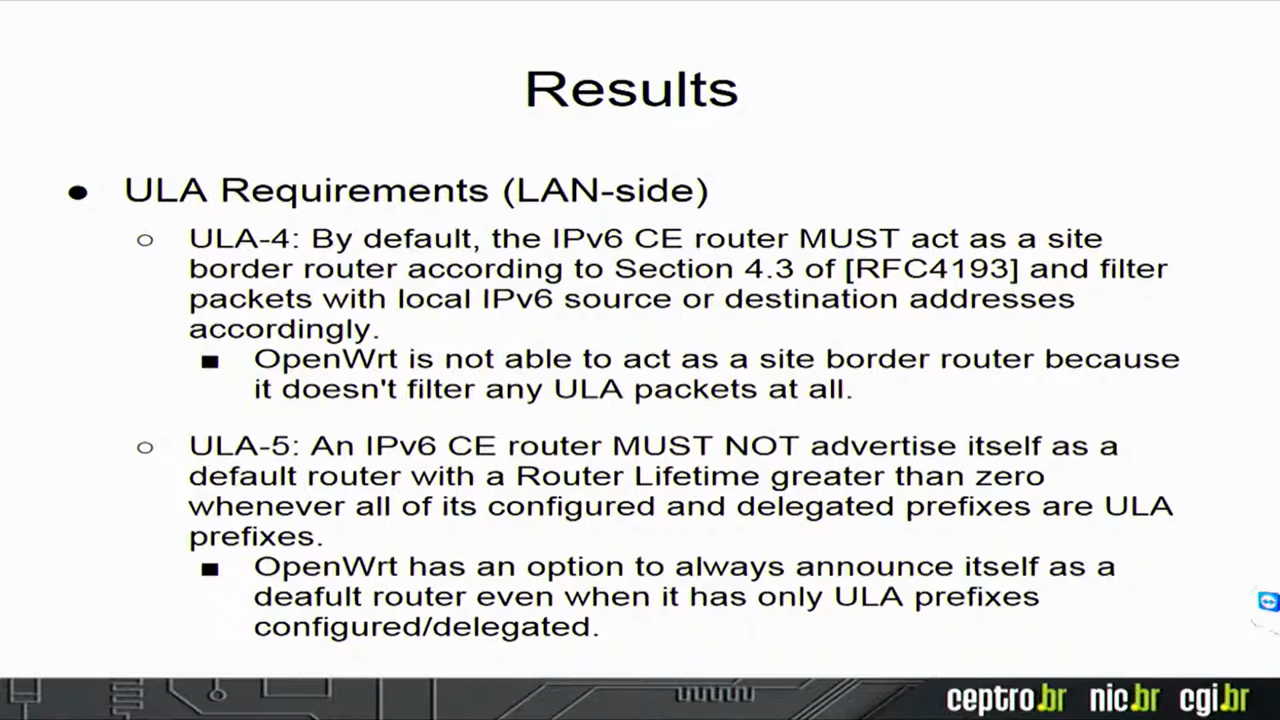 Results
● ULA Requirements (LAN-side)
○ ULA-4: By default, the IPv6 CE router MUST act as a site
border router according to Section 4.3 of [RFC4193] and filter
packets with local IPv6 source or destination addresses
accordingly.
■ OpenWrt is not able to act as a site border router because
it doesn't filter any ULA packets at all.
○ ULA-5: An IPv6 CE router MUST NOT advertise itself as a
default router with a Router Lifetime greater than zero
whenever all of its configured and delegated prefixes are ULA
prefixes.
■ OpenWrt has an option to always announce itself as a
deafult router even when it has only ULA prefixes
configured/delegated.
ceptro.br nic.br cgi.br